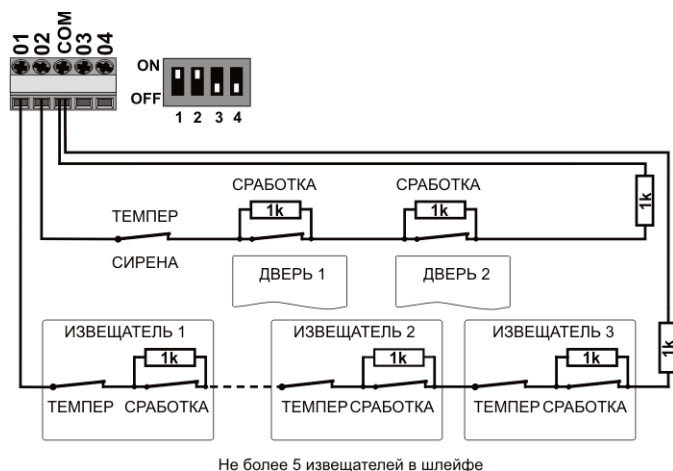 01 02 COM 03 04
ON
OFF
1 2 3 4
СРАБОТКА СРАБОТКА
1k 1k 1k
ТЕМПЕР
СИРЕНА
ДВЕРЬ 1 ДВЕРЬ 2
ИЗВЕЩАТЕЛЬ 1 ИЗВЕЩАТЕЛЬ 2 ИЗВЕЩАТЕЛЬ 3
1k 1k 1k 1k
ТЕМПЕР СРАБОТКА ТЕМПЕР СРАБОТКА ТЕМПЕР СРАБОТКА
Не более 5 извещателей в шлейфе